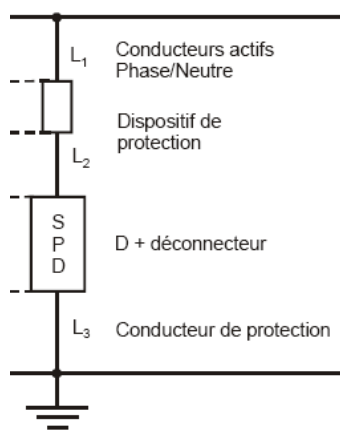 L1
Conducteurs actifs
Phase/Neutre
Dispositif de
protection
L2
S
P
D
D + déconnecteur
L3
Conducteur de protection